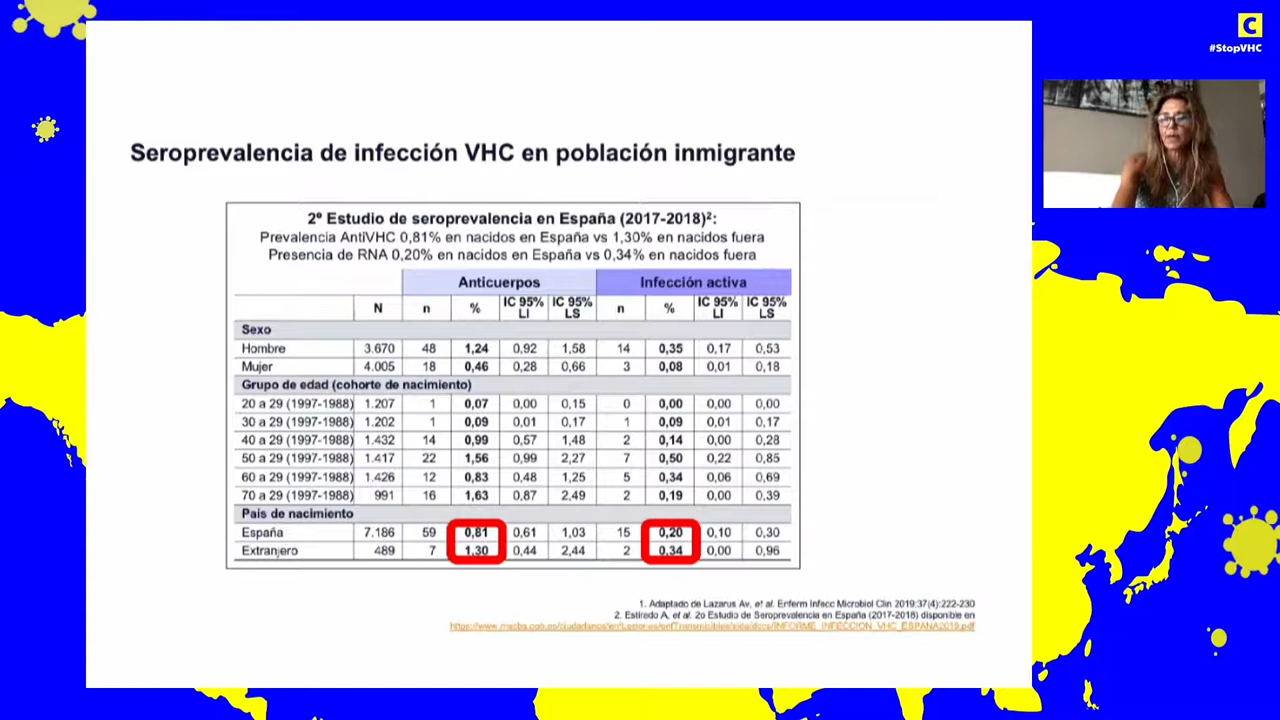 C
#StopVHC
Seroprevalencia de infección VHC en población inmigrante
2º Estudio de seroprevalencia en España (2017-2018)²:
Prevalencia AntiVHC 0,81% en nacidos en España vs 1,30% en nacidos fuera
Presencia de RNA 0,20% en nacidos en España vs 0,34% en nacidos fuera
Anticuerpos Infección activa
N n % IC 95% LI IC 95% LS n % IC 95% LI IC 95% LS
Sexo
Hombre 3.670 48 1,24 0,92 1,58 14 0,35 0,17 0,53
Mujer 4.005 18 0,46 0,28 0,66 3 0,08 0,01 0,18
Grupo de edad (cohorte de nacimiento)
20 a 29 (1997-1988) 1.207 1 0,07 0,00 0,15 0 0,00 0,00 0,00
30 a 29 (1997-1988) 1.202 1 0,09 0,01 0,17 1 0,09 0,01 0,17
40 a 29 (1997-1988) 1.432 14 0,99 0,57 1,48 2 0,14 0,00 0,28
50 a 29 (1997-1988) 1.417 22 1,56 0,99 2,27 7 0,50 0,22 0,85
60 a 29 (1997-1988) 1.426 12 0,83 0,48 1,25 5 0,34 0,06 0,69
70 a 29 (1997-1988) 991 16 1,63 0,87 2,49 2 0,19 0,00 0,39
País de nacimiento
España 7.186 59 0,81 0,61 1,03 15 0,20 0,10 0,30
Extranjero 489 7 1,30 0,44 2,44 2 0,34 0,00 0,96
1. Adaptado de Lazarus Av, et al. Enferm Infecc Microbiol Clin 2019;37(4):222-230
2. Estirado A, et al. 2o Estudio de Seroprevalencia en España (2017-2018) disponible en